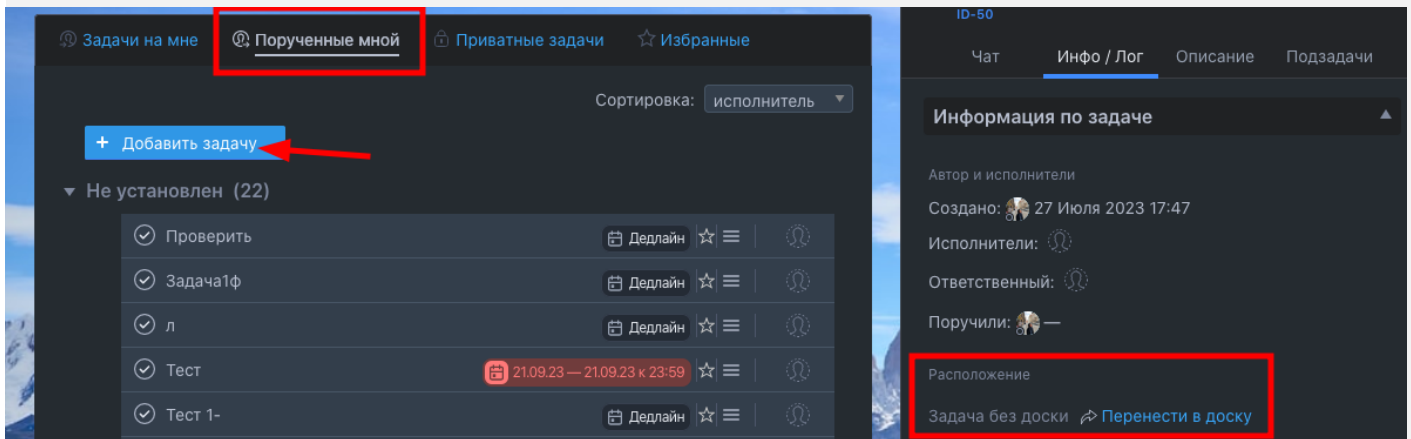 Задачи на мне Порученные мной Приватные задачи Избранные
Сортировка: исполнитель
+ Добавить задачу
Не установлен (22)
Проверить Дедлайн
Задача1ф Дедлайн
л Дедлайн
Тест 21.09.23 — 21.09.23 к 23:59
Тест 1- Дедлайн
ID-50
Чат Инфо / Лог Описание Подзадачи
Информация по задаче
Автор и исполнители
Создано: 27 Июля 2023 17:47
Исполнители:
Ответственный:
Поручили: —
Расположение
Задача без доски Перенести в доску